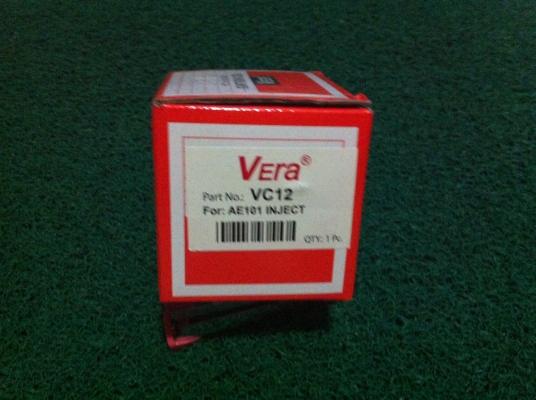 VERA®
Part No.: VC12
For: AE101 INJECT
QTY: 1 Pc.